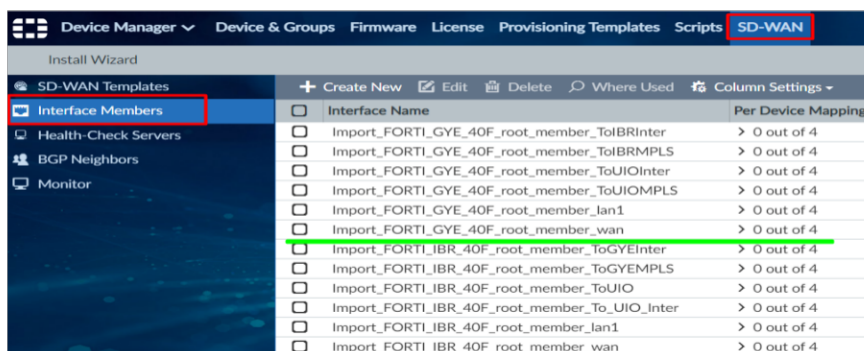 Device Manager Device & Groups Firmware License Provisioning Templates Scripts SD-WAN
Install Wizard
SD-WAN Templates
Interface Members
Health-Check Servers
BGP Neighbors
Monitor
Create New Edit Delete Where Used Column Settings
Interface Name Per Device Mapping
Import_FORTI_GYE_40F_root_member_ToIBRInter > 0 out of 4
Import_FORTI_GYE_40F_root_member_ToIBRMPLS > 0 out of 4
Import_FORTI_GYE_40F_root_member_ToUIOInter > 0 out of 4
Import_FORTI_GYE_40F_root_member_ToUIOMPLS > 0 out of 4
Import_FORTI_GYE_40F_root_member_lan1 > 0 out of 4
Import_FORTI_GYE_40F_root_member_wan > 0 out of 4
Import_FORTI_IBR_40F_root_member_ToGYEInter > 0 out of 4
Import_FORTI_IBR_40F_root_member_ToGYEMPLS > 0 out of 4
Import_FORTI_IBR_40F_root_member_ToUIO > 0 out of 4
Import_FORTI_IBR_40F_root_member_To_UIO_Inter > 0 out of 4
Import_FORTI_IBR_40F_root_member_lan1 > 0 out of 4
Import_FORTI_IBR_40F_root_member_wan > 0 out of 4